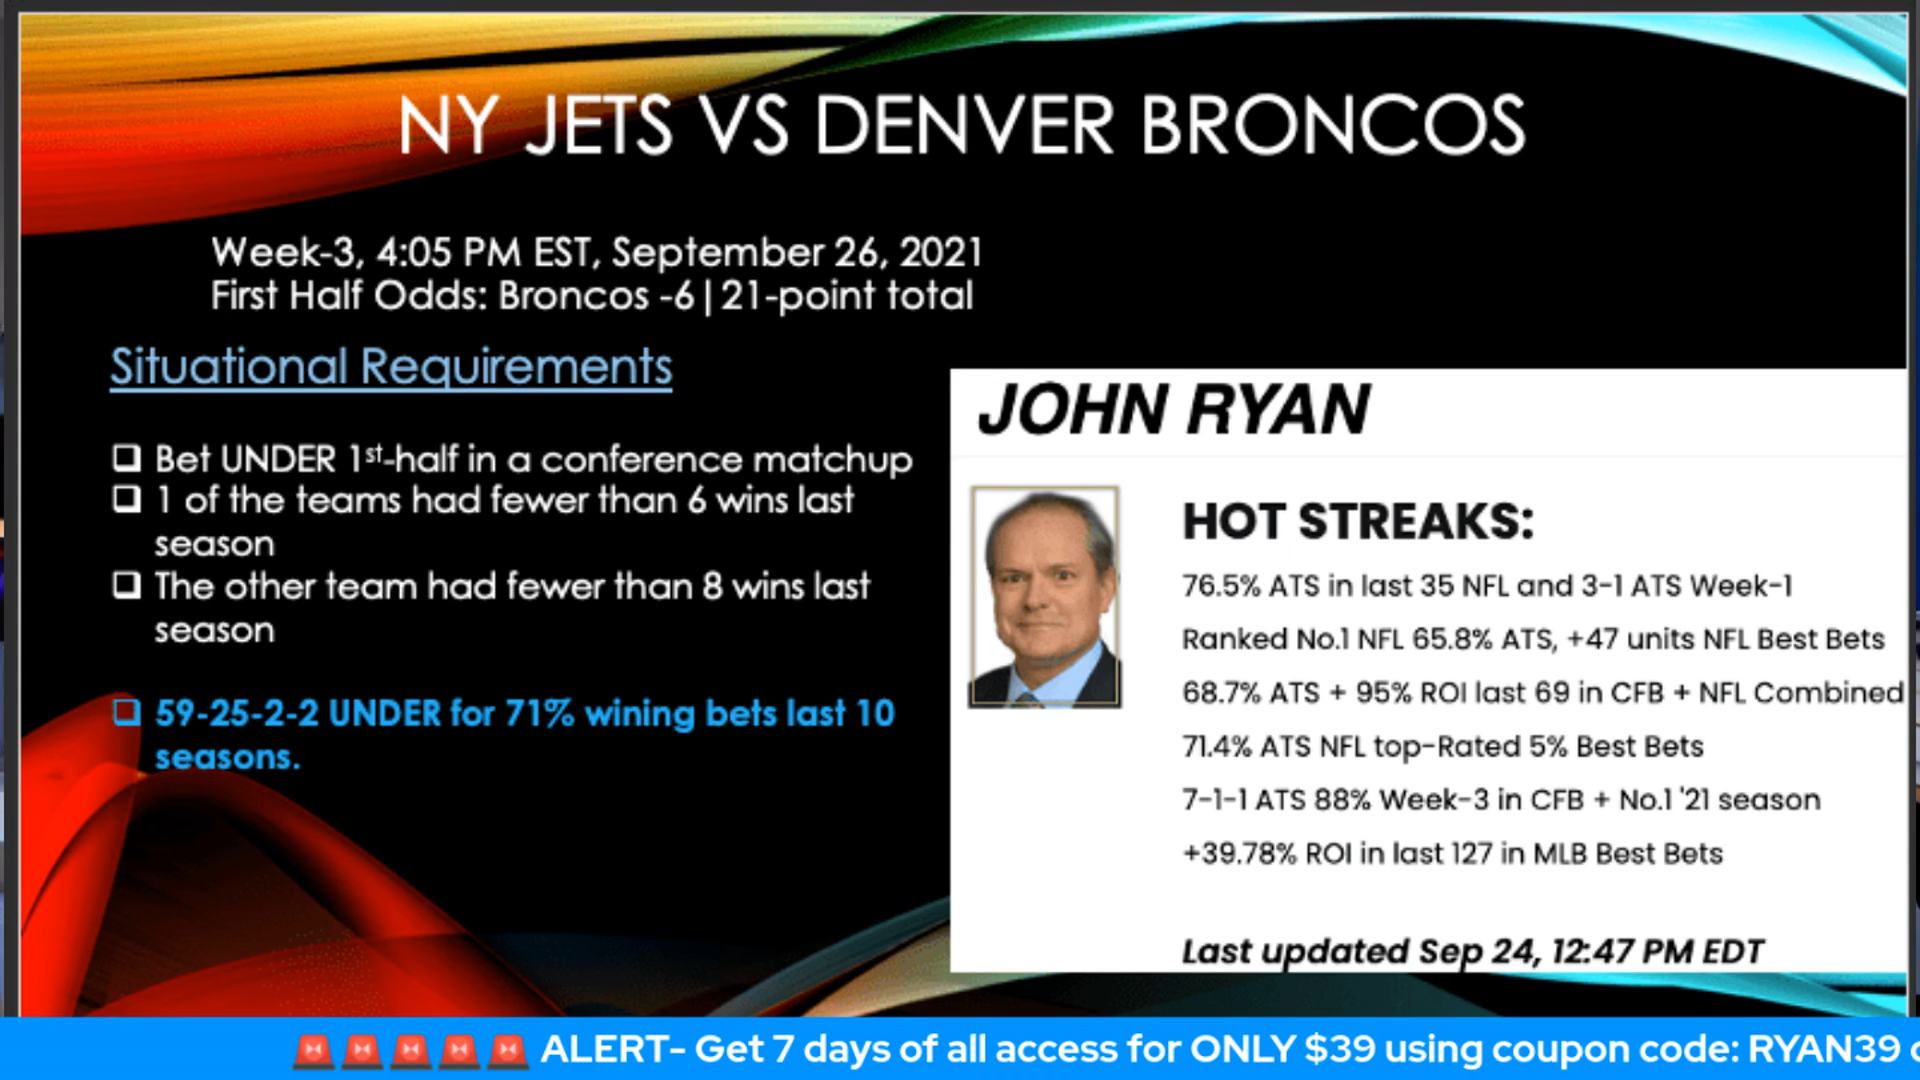 NY JETS VS DENVER BRONCOS
Week-3, 4:05 PM EST, September 26, 2021
First Half Odds: Broncos -6|21-point total
Situational Requirements
Bet UNDER 1st-half in a conference matchup
1 of the teams had fewer than 6 wins last
season
The other team had fewer than 8 wins last
season
59-25-2-2 UNDER for 71% wining bets last 10
seasons.
JOHN RYAN
HOT STREAKS:
76.5% ATS in last 35 NFL and 3-1 ATS Week-1
Ranked No.1 NFL 65.8% ATS, +47 units NFL Best Bets
68.7% ATS + 95% ROI last 69 in CFB + NFL Combined
71.4% ATS NFL top-Rated 5% Best Bets
7-1-1 ATS 88% Week-3 in CFB + No.1 '21 season
+39.78% ROI in last 127 in MLB Best Bets
Last updated Sep 24, 12:47 PM EDT
ALERT- Get 7 days of all access for ONLY $39 using coupon code: RYAN39